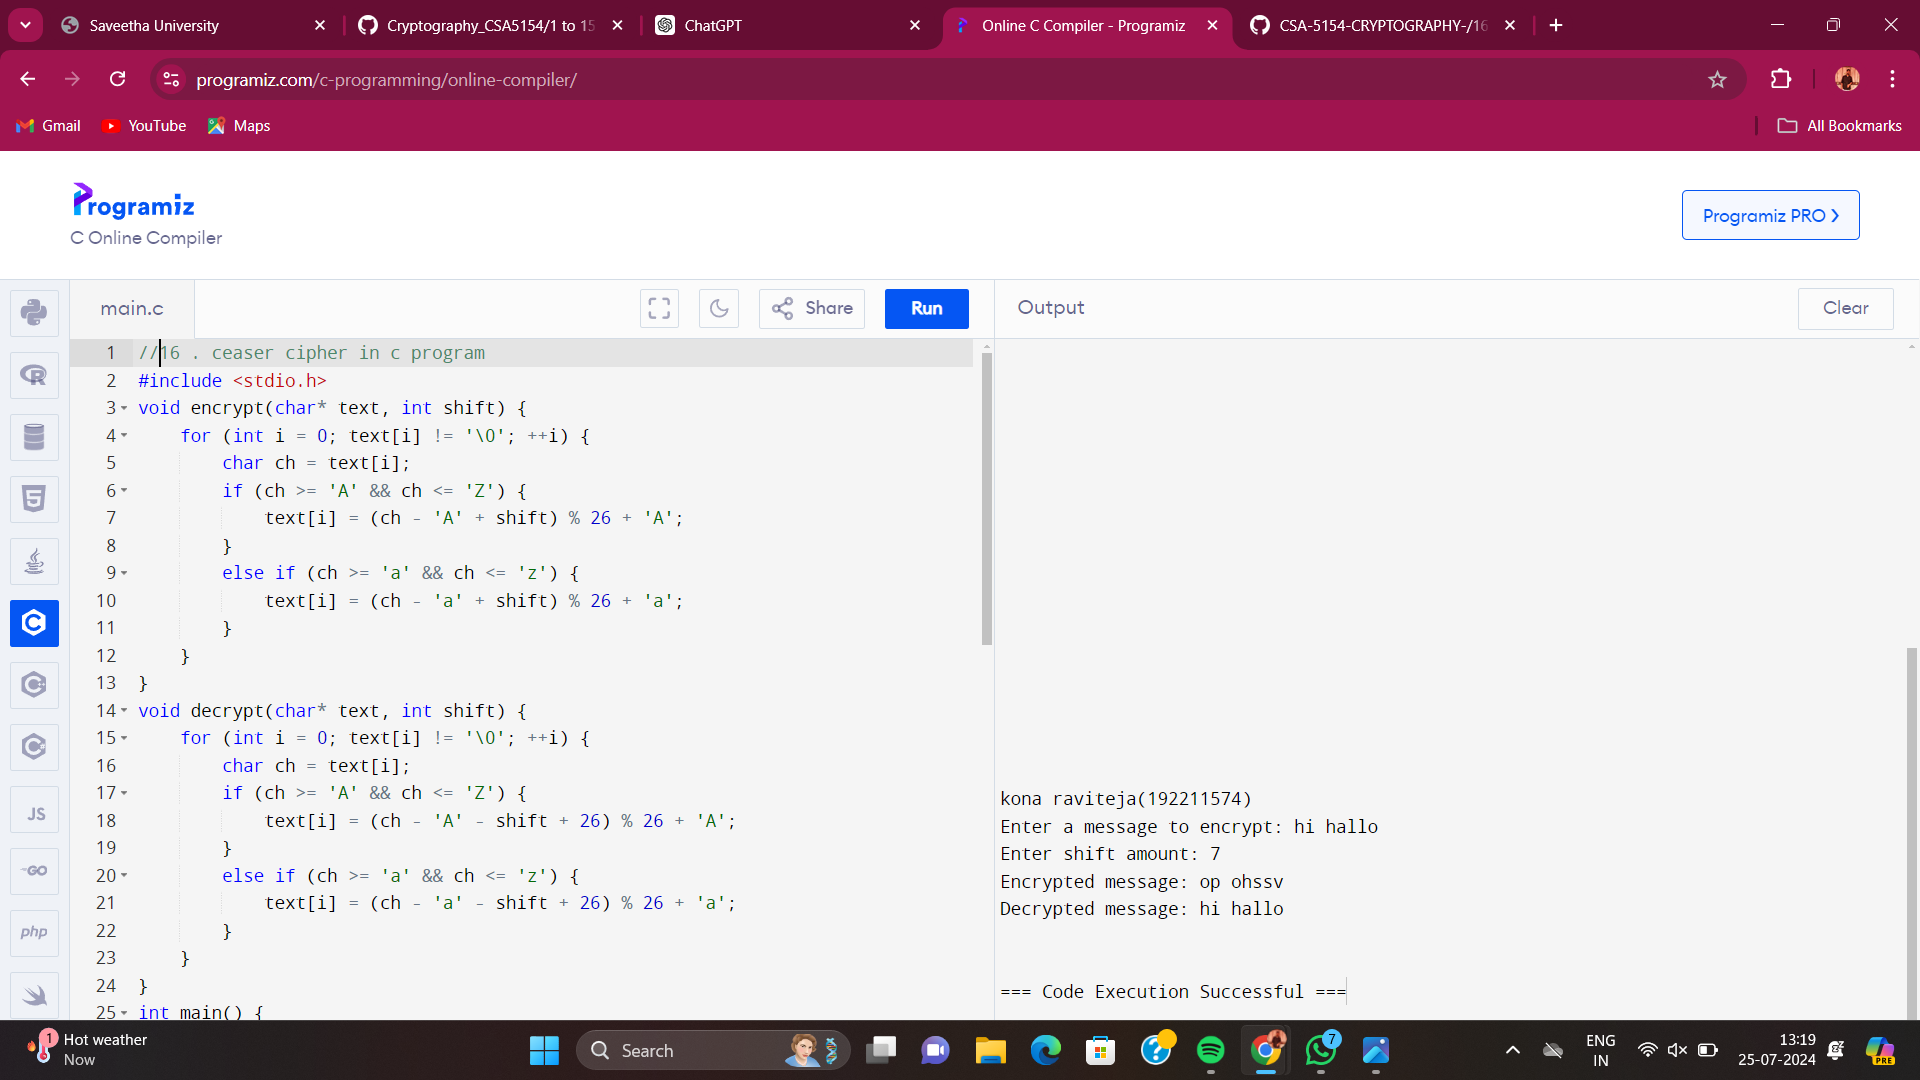 Saveetha University
Cryptography_CSA5154/1 to 15
ChatGPT
Online C Compiler - Programiz
CSA-5154-CRYPTOGRAPHY-/16
programiz.com/c-programming/online-compiler/
Gmail
YouTube
Maps
All Bookmarks
Programiz
C Online Compiler
Programiz PRO
main.c
Share
Run
Output
Clear
1 //16 . ceaser cipher in c program
2 #include <stdio.h>
3 void encrypt(char* text, int shift) {
4 for (int i = 0; text[i] != '\0'; ++i) {
5 char ch = text[i];
6 if (ch >= 'A' && ch <= 'Z') {
7 text[i] = (ch - 'A' + shift) % 26 + 'A';
8 }
9 else if (ch >= 'a' && ch <= 'z') {
10 text[i] = (ch - 'a' + shift) % 26 + 'a';
11 }
12 }
13 }
14 void decrypt(char* text, int shift) {
15 for (int i = 0; text[i] != '\0'; ++i) {
16 char ch = text[i];
17 if (ch >= 'A' && ch <= 'Z') {
18 text[i] = (ch - 'A' - shift + 26) % 26 + 'A';
19 }
20 else if (ch >= 'a' && ch <= 'z') {
21 text[i] = (ch - 'a' - shift + 26) % 26 + 'a';
22 }
23 }
24 }
25 int main() {
JS
GO
php
kona raviteja(192211574)
Enter a message to encrypt: hi hallo
Enter shift amount: 7
Encrypted message: op ohssv
Decrypted message: hi hallo
=== Code Execution Successful ===
1
Hot weather
Now
Search
7
ENG
IN
13:19
25-07-2024
PRE